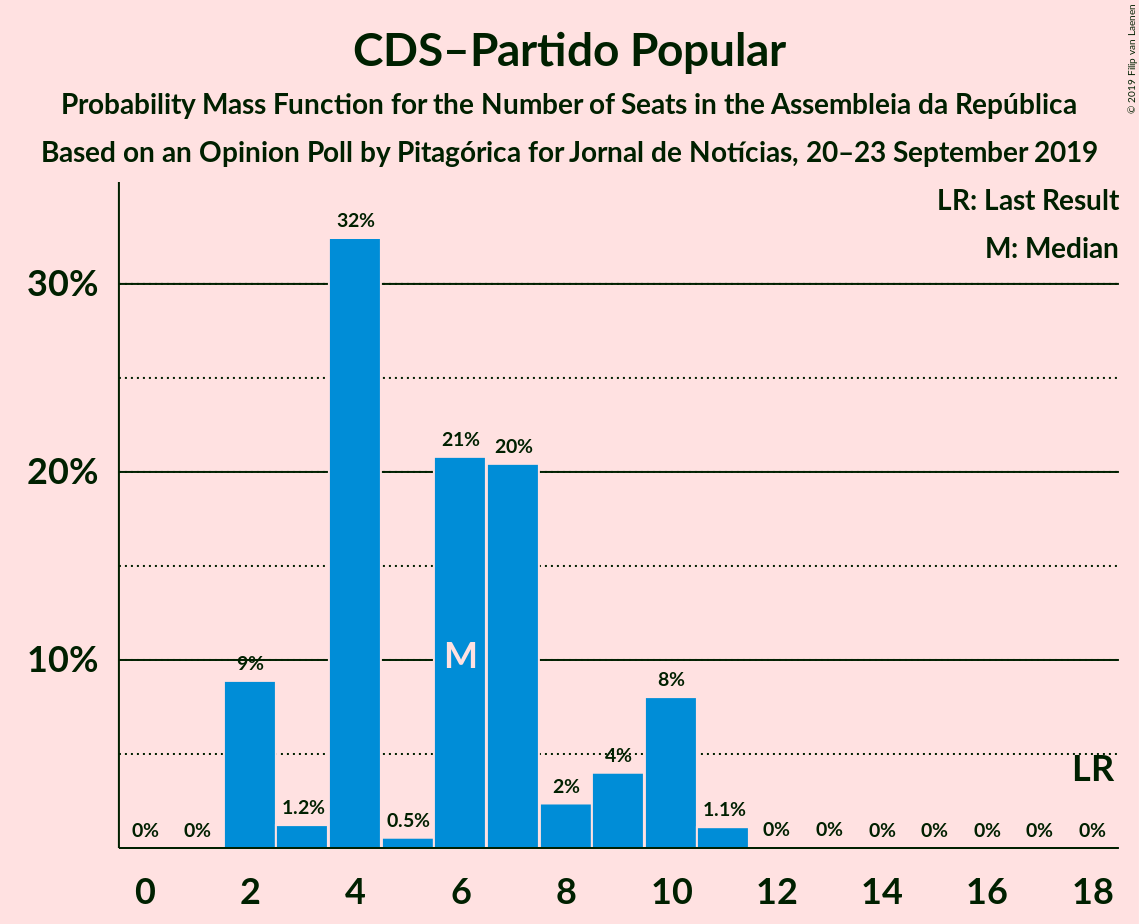 CDS–Partido Popular
Probability Mass Function for the Number of Seats in the Assembleia da República
Based on an Opinion Poll by Pitagórica for Jornal de Notícias, 20–23 September 2019
© 2019 Filip van Laenen
LR: Last Result
M: Median
32%
30%
21%
20%
20%
M
10%
9%
8%
4%
LR
2%
1.2%
1.1%
0.5%
0% 0% 0% 0% 0% 0% 0% 0% 0%
0 2 4 6 8 10 12 14 16 18